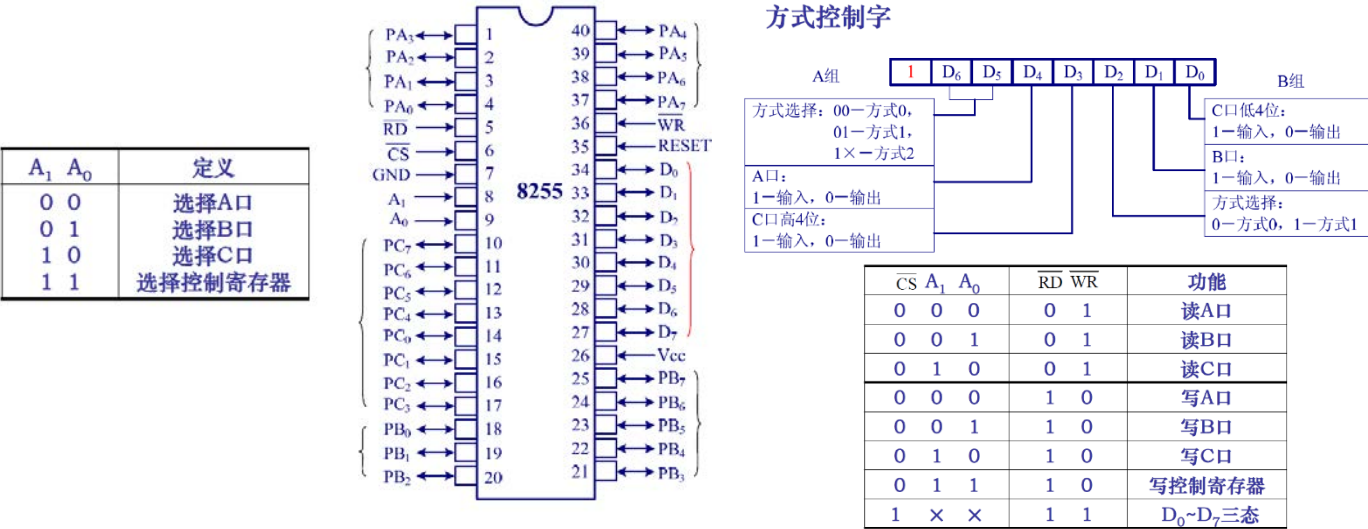 A₁ A₀ 定义
0 0 选择A口
0 1 选择B口
1 0 选择C口
1 1 选择控制寄存器
PA₃ 1 40 PA₄
PA₂ 2 39 PA₅
PA₁ 3 38 PA₆
PA₀ 4 37 PA₇
R̅D̅ 5 36 W̅R̅
C̅S̅ 6 35 RESET
GND 7 34 D₀
A₁ 8 8255 33 D₁
A₀ 9 32 D₂
PC₇ 10 31 D₃
PC₆ 11 30 D₄
PC₅ 12 29 D₅
PC₄ 13 28 D₆
PC₀ 14 27 D₇
PC₁ 15 26 Vcc
PC₂ 16 25 PB₇
PC₃ 17 24 PB₆
PB₀ 18 23 PB₅
PB₁ 19 22 PB₄
PB₂ 20 21 PB₃
方式控制字
A组 1 D₆ D₅ D₄ D₃ D₂ D₁ D₀ B组
方式选择：00－方式0，
01－方式1，
1×－方式2
A口：
1－输入，0－输出
C口高4位：
1－输入，0－输出
C口低4位：
1－输入，0－输出
B口：
1－输入，0－输出
方式选择：
0－方式0，1－方式1
C̅S̅ A₁ A₀ R̅D̅ W̅R̅ 功能
0 0 0 0 1 读A口
0 0 1 0 1 读B口
0 1 0 0 1 读C口
0 0 0 1 0 写A口
0 0 1 1 0 写B口
0 1 0 1 0 写C口
0 1 1 1 0 写控制寄存器
1 × × 1 1 D₀~D₇三态